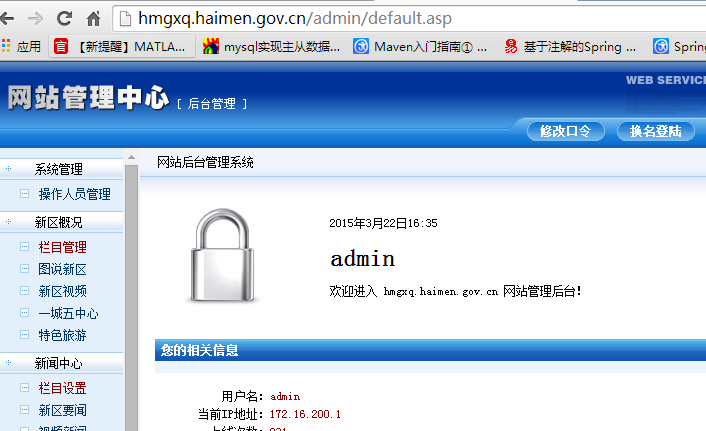 hmgxq.haimen.gov.cn/admin/default.asp
应用 【新提醒】MATLA... mysql实现主从数据... Maven入门指南① ... 基于注解的Spring ... Spring
网站管理中心 [ 后台管理 ]
WEB SERVIC
修改口令 换名登陆
系统管理
操作人员管理
新区概况
栏目管理
图说新区
新区视频
一城五中心
特色旅游
新闻中心
栏目设置
新区要闻
视频新闻
网站后台管理系统
2015年3月22日16:35
admin
欢迎进入 hmgxq.haimen.gov.cn 网站管理后台!
您的相关信息
用户名: admin
当前IP地址: 172.16.200.1